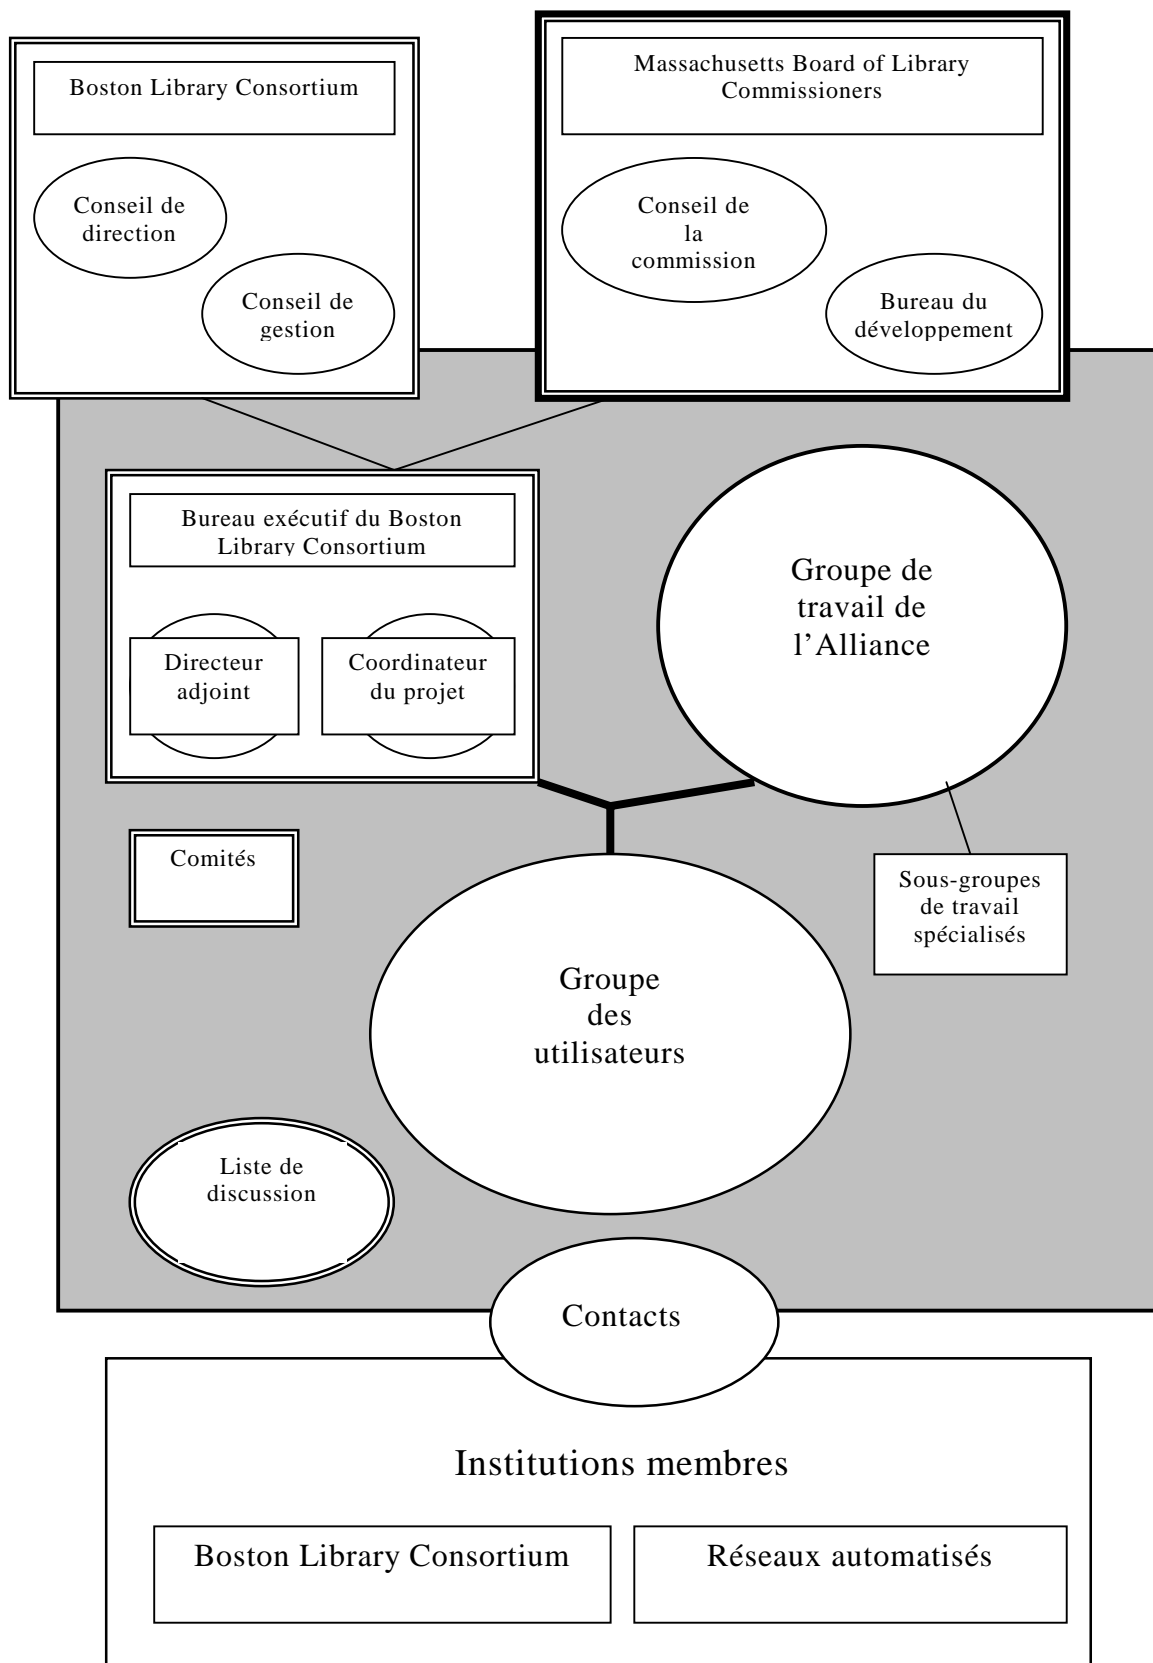 Boston Library Consortium
Conseil de
direction
Conseil de
gestion
Massachusetts Board of Library
Commissioners
Conseil de
la
commission
Bureau du
développement
Bureau exécutif du Boston
Library Consortium
Directeur
adjoint
Coordinateur
du projet
Groupe de
travail de
l’Alliance
Comités
Sous-groupes
de travail
spécialisés
Groupe
des
utilisateurs
Liste de
discussion
Contacts
Institutions membres
Boston Library Consortium
Réseaux automatisés